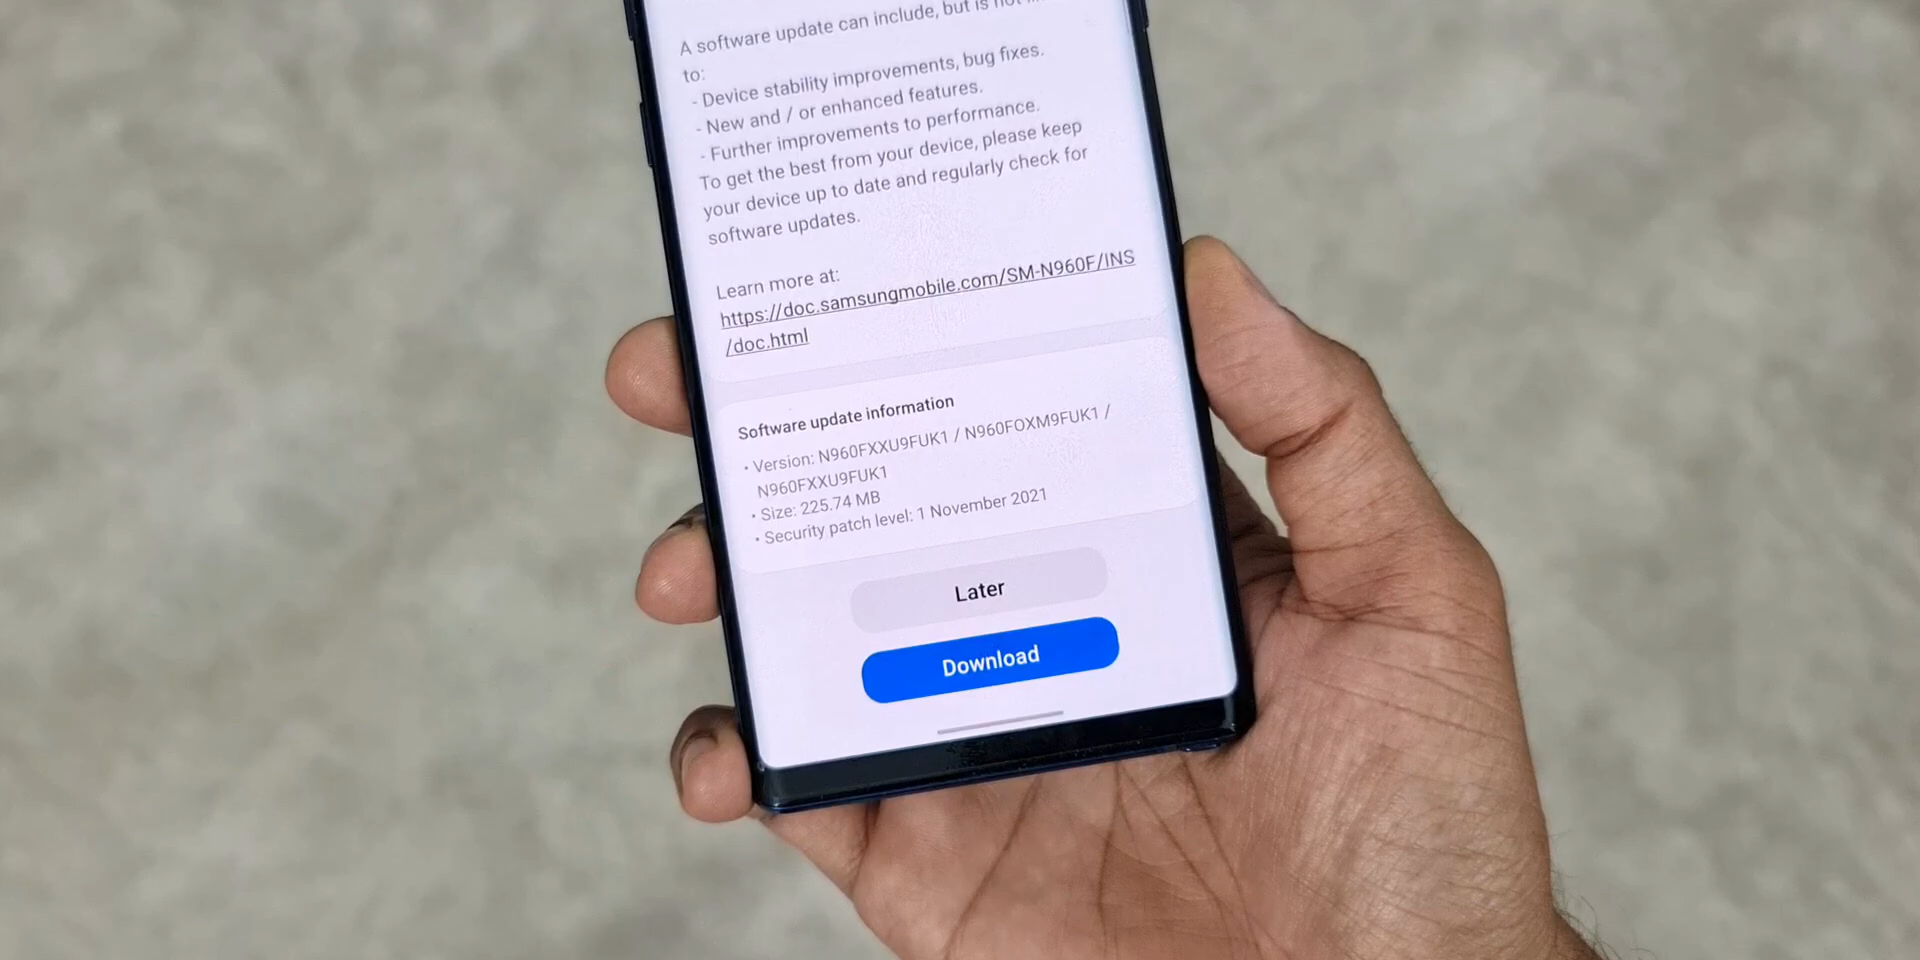 A software update can include, but is not
to:
- Device stability improvements, bug fixes.
- New and / or enhanced features.
- Further improvements to performance.
To get the best from your device, please keep
your device up to date and regularly check for
software updates.
Learn more at:
https://doc.samsungmobile.com/SM-N960F/INS
/doc.html
Software update information
• Version: N960FXXU9FUK1 / N960FOXM9FUK1 /
N960FXXU9FUK1
• Size: 225.74 MB
• Security patch level: 1 November 2021
Later
Download